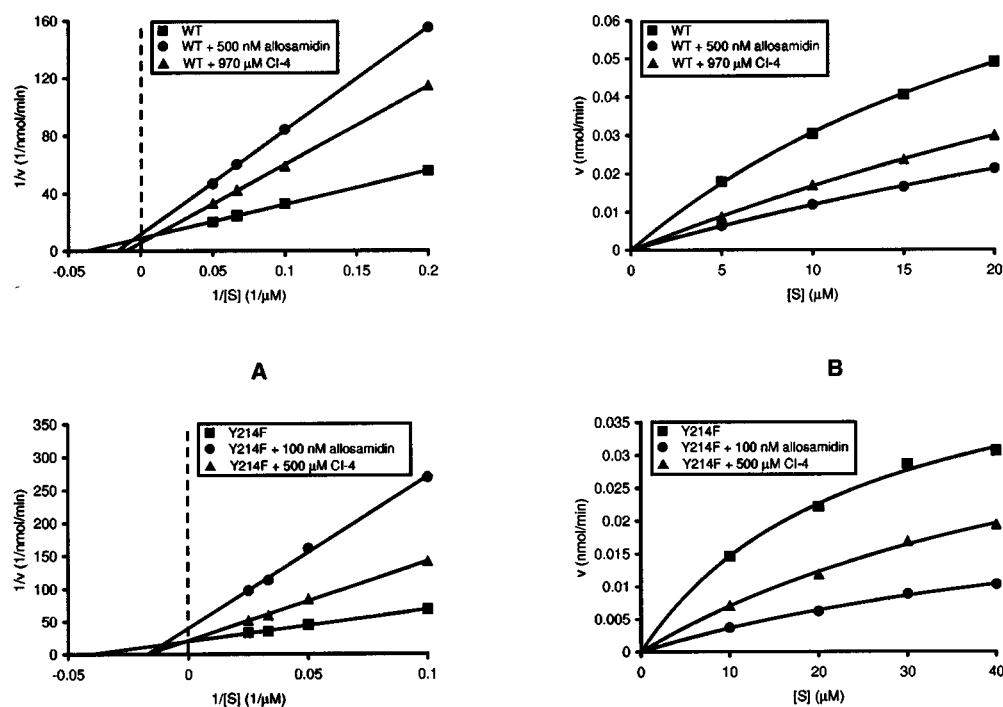 160
120
80
40
0
1/v (1/nmol/min)
WT
WT + 500 nM allosamidin
WT + 970 µM CI-4
-0.05
0
0.05
0.1
0.2
1/[S] (1/µM)
0.06
0.05
0.04
0.03
0.02
0.01
0
v (nmol/min)
WT
WT + 500 nM allosamidin
WT + 970 µM CI-4
0
5
10
15
20
[S] (µM)
A
B
350
300
250
200
150
100
50
0
1/v (1/nmol/min)
Y214F
Y214F + 100 nM allosamidin
Y214F + 500 µM CI-4
-0.05
0
0.05
0.1
1/[S] (1/µM)
0.035
0.03
0.025
0.02
0.015
0.01
0.005
0
v (nmol/min)
Y214F
Y214F + 100 nM allosamidin
Y214F + 500 µM CI-4
0
10
20
30
40
[S] (µM)